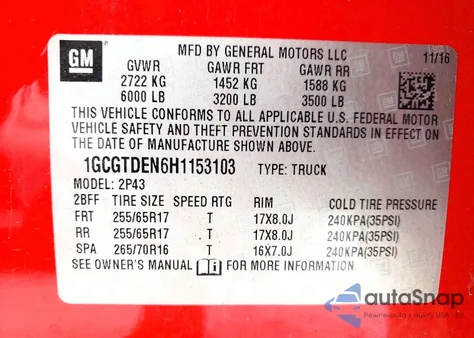 GM
MFD BY GENERAL MOTORS LLC 11/16
GVWR GAWR FRT GAWR RR
2722 KG 1452 KG 1588 KG
6000 LB 3200 LB 3500 LB
THIS VEHICLE CONFORMS TO ALL APPLICABLE U.S. FEDERAL MOTOR
VEHICLE SAFETY AND THEFT PREVENTION STANDARDS IN EFFECT ON
THE DATE OF MANUFACTURE SHOWN ABOVE.
1GCGTDEN6H1153103 TYPE: TRUCK
MODEL: 2P43
2BFF TIRE SIZE SPEED RTG RIM COLD TIRE PRESSURE
FRT 255/65R17 T 17X8.0J 240KPA(35PSI)
RR 255/65R17 T 17X8.0J 240KPA(35PSI)
SPA 265/70R16 T 16X7.0J 240KPA(35PSI)
SEE OWNER'S MANUAL FOR MORE INFORMATION.
autoSnap